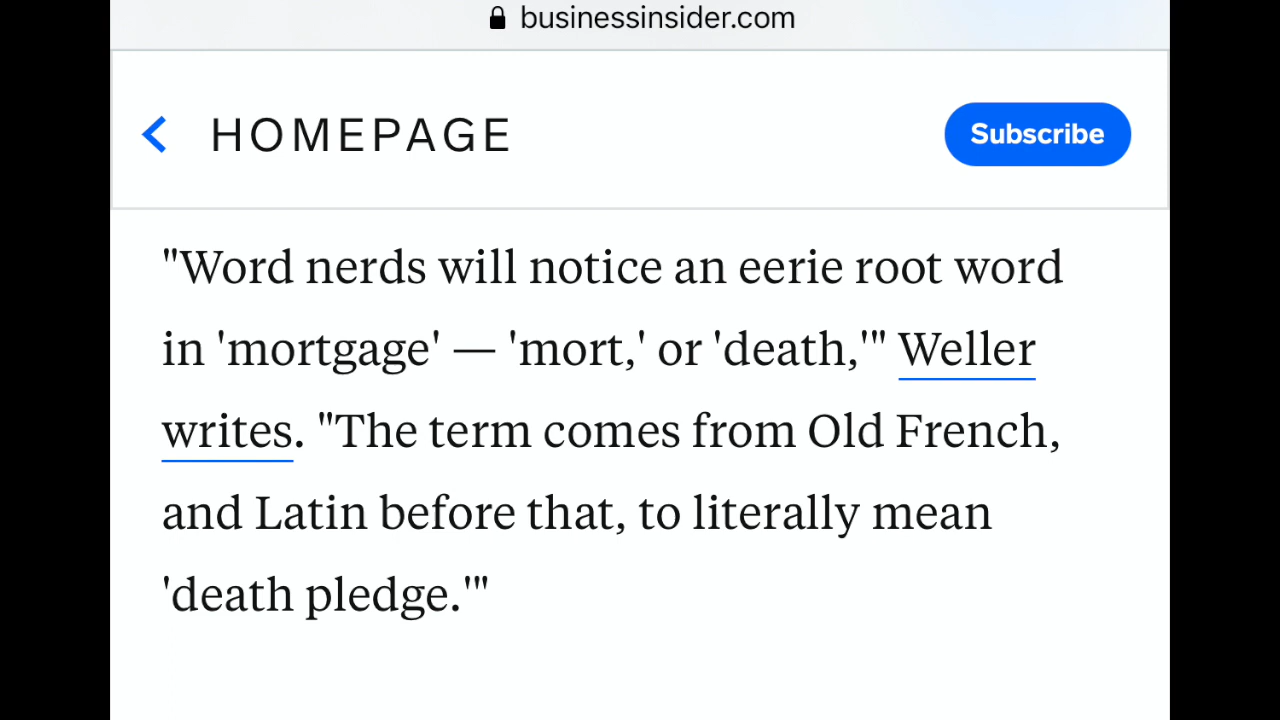 businessinsider.com
HOMEPAGE
Subscribe
"Word nerds will notice an eerie root word
in 'mortgage' — 'mort,' or 'death,'" Weller
writes. "The term comes from Old French,
and Latin before that, to literally mean
'death pledge.'"